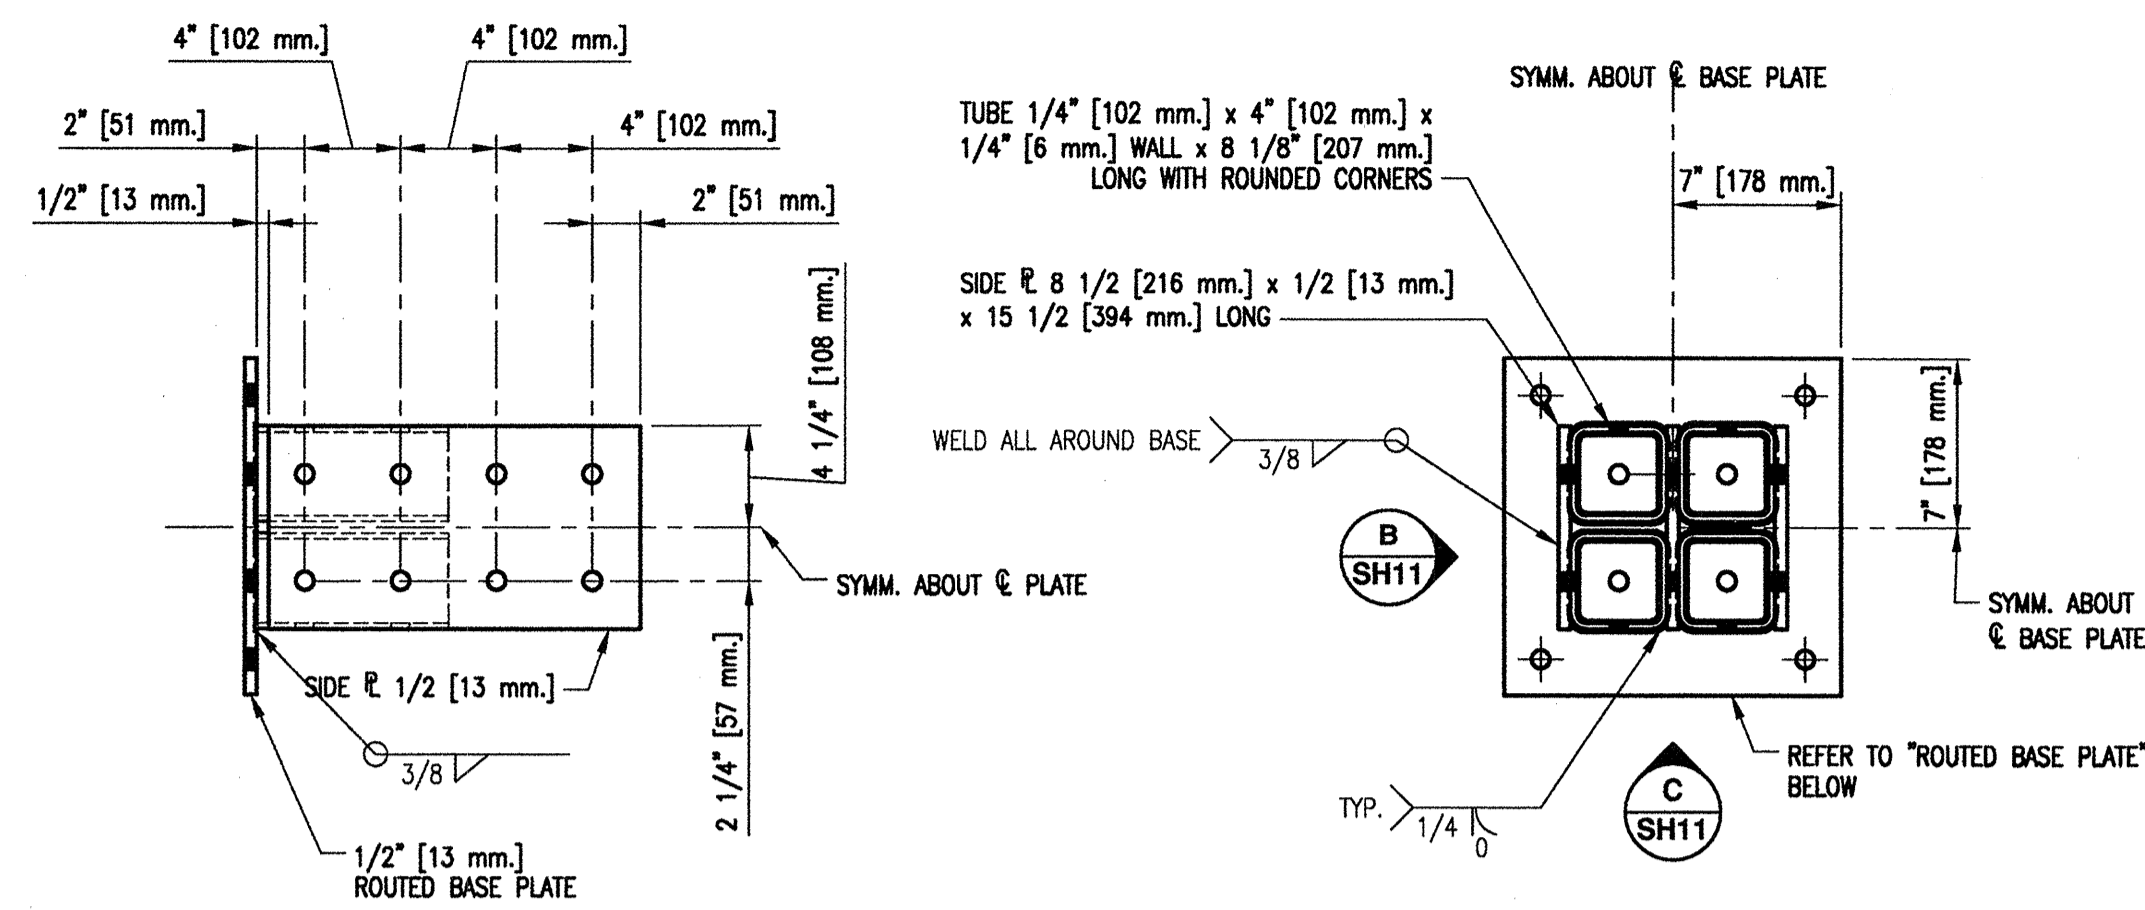 4" [102 mm.]
4" [102 mm.]
2" [51 mm.]
4" [102 mm.]
1/2" [13 mm.]
2" [51 mm.]
4 1/4" [108 mm.]
SYMM. ABOUT ℄ PLATE
SIDE ⅊ 1/2 [13 mm.]
2 1/4" [57 mm.]
3/8
1/2" [13 mm.]
ROUTED BASE PLATE
SYMM. ABOUT ℄ BASE PLATE
TUBE 1/4" [102 mm.] x 4" [102 mm.] x
1/4" [6 mm.] WALL x 8 1/8" [207 mm.]
LONG WITH ROUNDED CORNERS
7" [178 mm.]
SIDE ⅊ 8 1/2 [216 mm.] x 1/2 [13 mm.]
x 15 1/2 [394 mm.] LONG
7" [178 mm.]
WELD ALL AROUND BASE
3/8
B
SH11
SYMM. ABOUT
℄ BASE PLATE
REFER TO "ROUTED BASE PLATE"
BELOW
TYP.
1/4
0
C
SH11